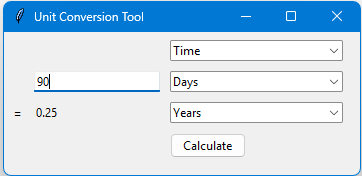 Unit Conversion Tool
Time
90 Days
= 0.25 Years
Calculate